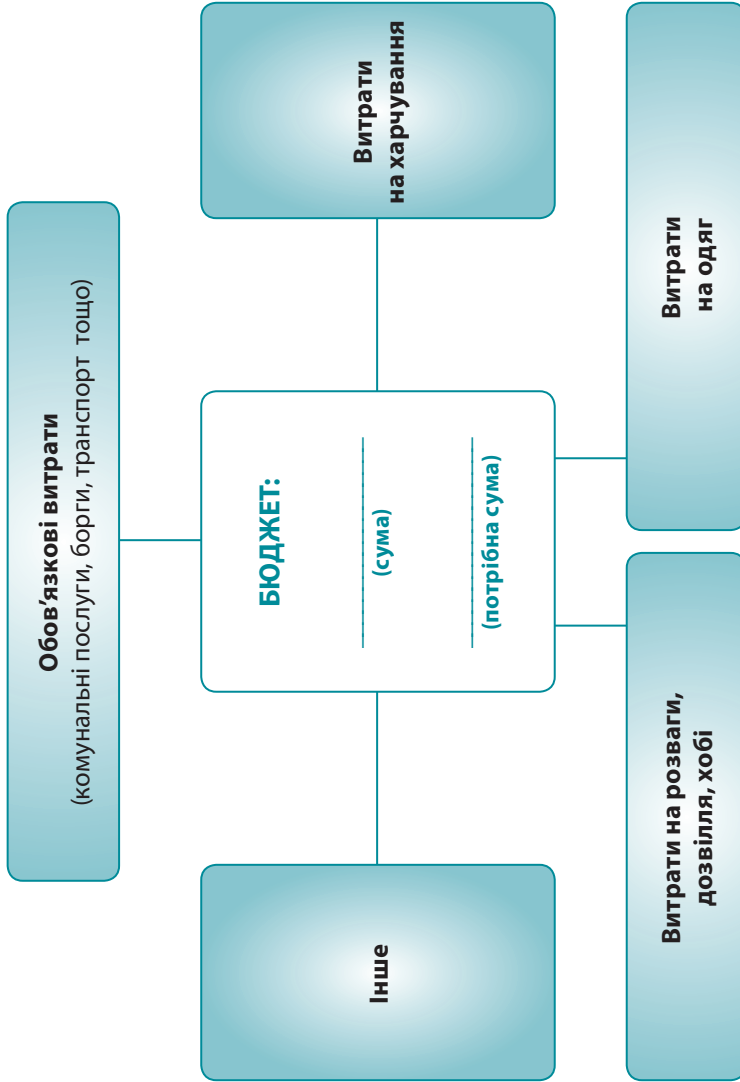 Обов’язкові витрати
(комунальні послуги, борги, транспорт тощо)
Інше
БЮДЖЕТ:
(сума)
(потрібна сума)
Витрати
на харчування
Витрати на розваги,
дозвілля, хобі
Витрати
на одяг